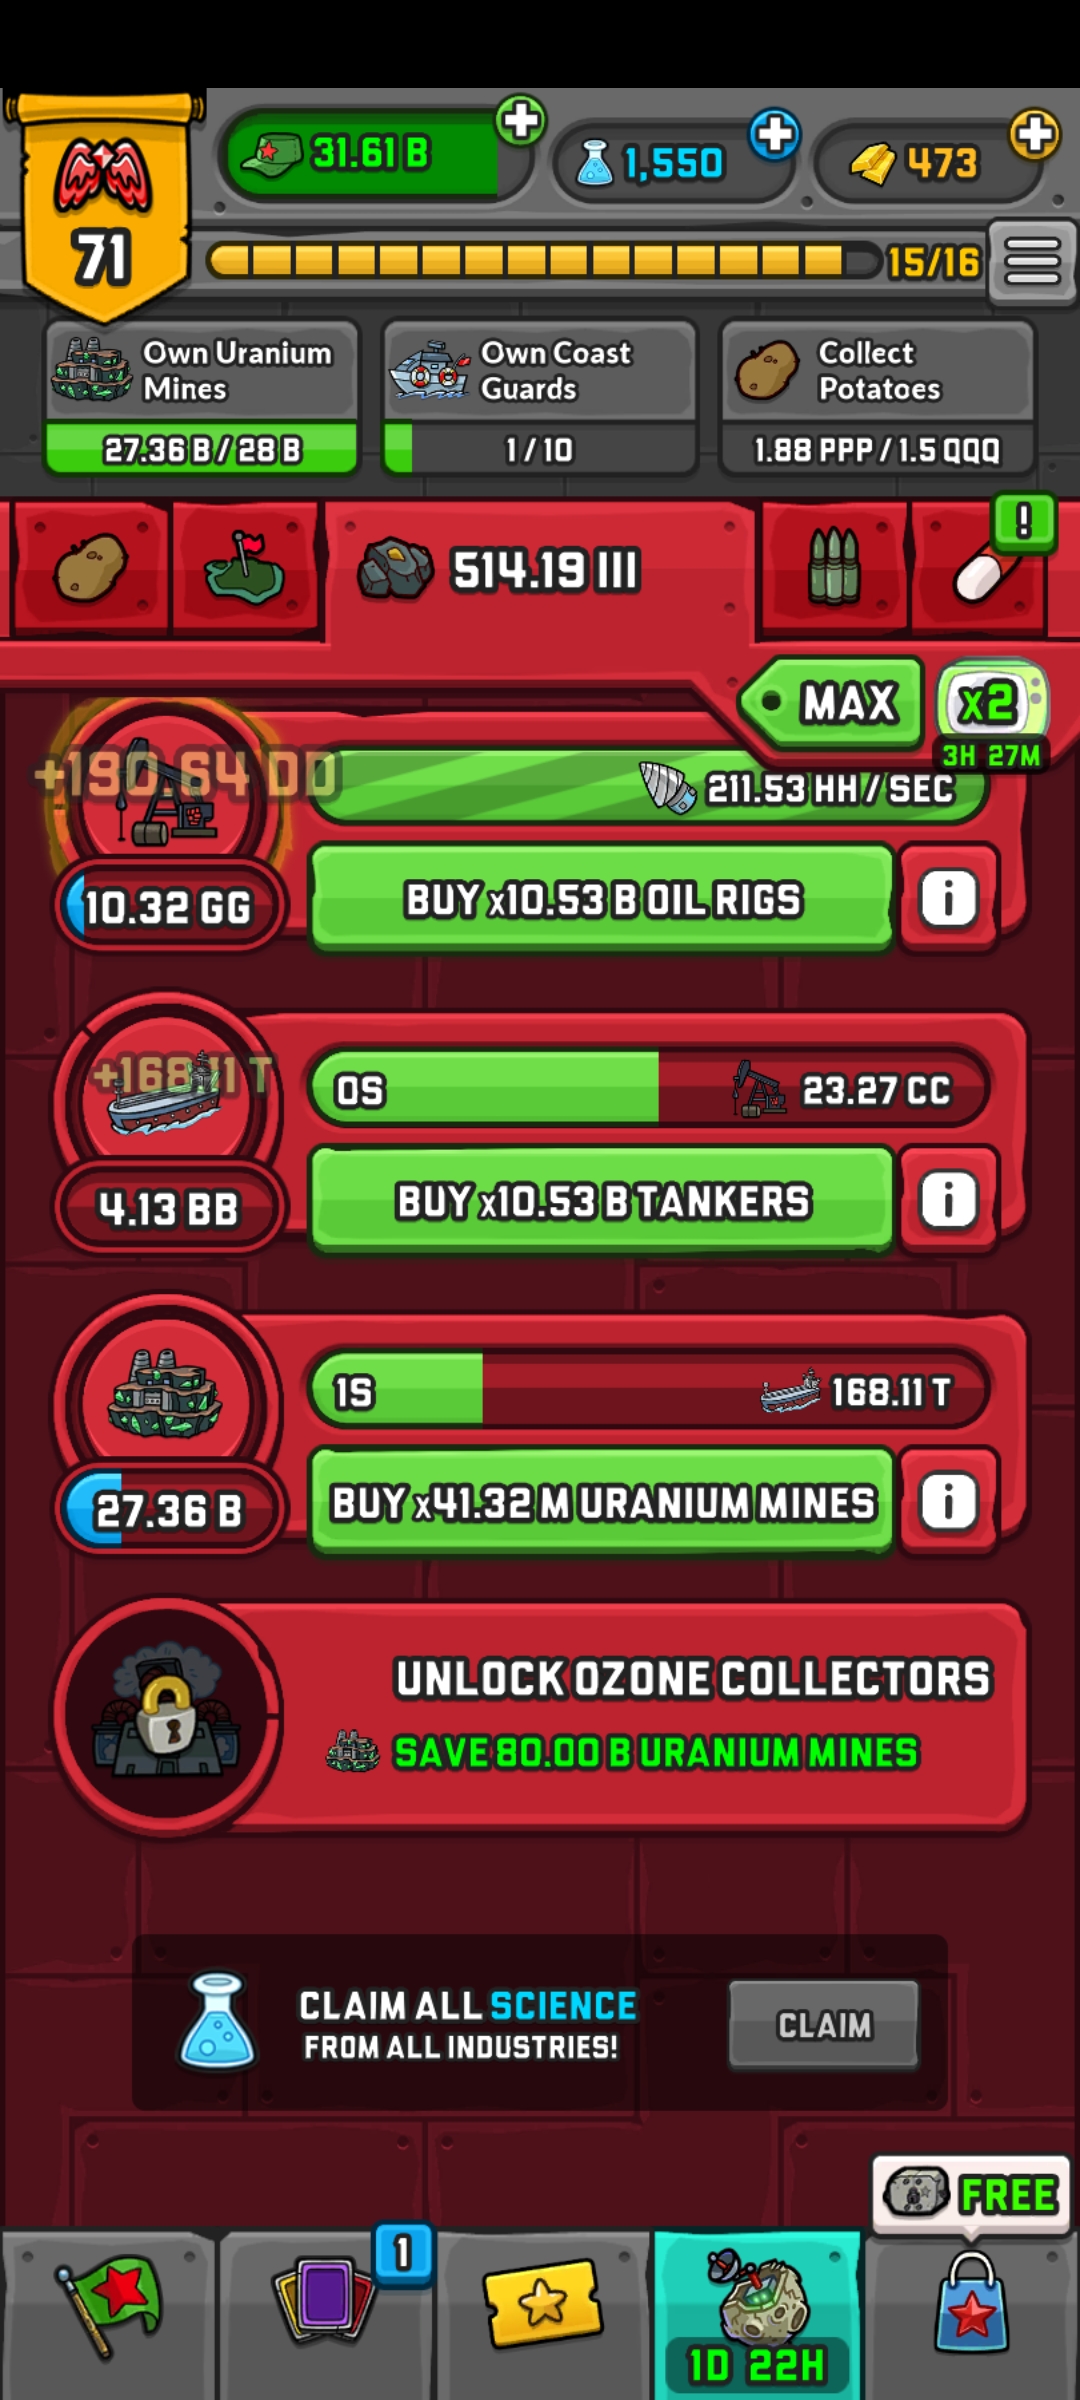 31.61 B
1,550
473
71
15/16
Own Uranium
Mines
27.36 B / 28 B
Own Coast
Guards
1 / 10
Collect
Potatoes
1.88 PPP / 1.5 QQQ
514.19 III
!
MAX
x2
3H 27M
+190.64 DD
211.53 HH / SEC
10.32 GG
BUY x10.53 B OIL RIGS
i
+168.11 T
0S
23.27 CC
4.13 BB
BUY x10.53 B TANKERS
i
1S
168.11 T
27.36 B
BUY x41.32 M URANIUM MINES
i
UNLOCK OZONE COLLECTORS
SAVE 80.00 B URANIUM MINES
CLAIM ALL SCIENCE
FROM ALL INDUSTRIES!
CLAIM
FREE
1
1D 22H